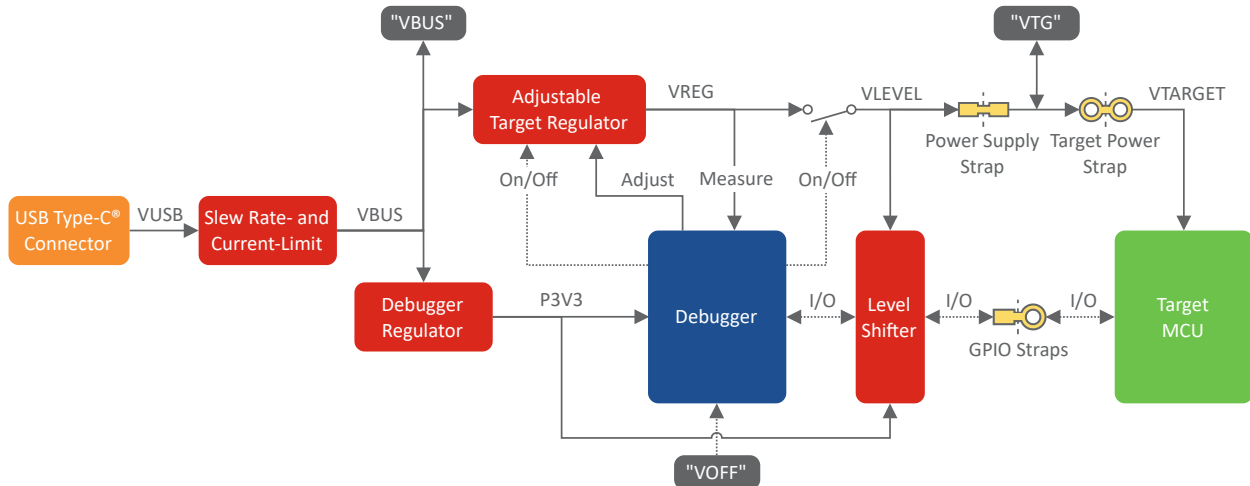 "VBUS"
"VTG"
Adjustable
Target Regulator
VREG
VLEVEL
VTARGET
Power Supply
Strap
Target Power
Strap
On/Off
Adjust
Measure
On/Off
USB Type-C®
Connector
VUSB
Slew Rate- and
Current-Limit
VBUS
Debugger
Regulator
P3V3
Debugger
I/O
Level
Shifter
I/O
GPIO Straps
I/O
Target
MCU
"VOFF"